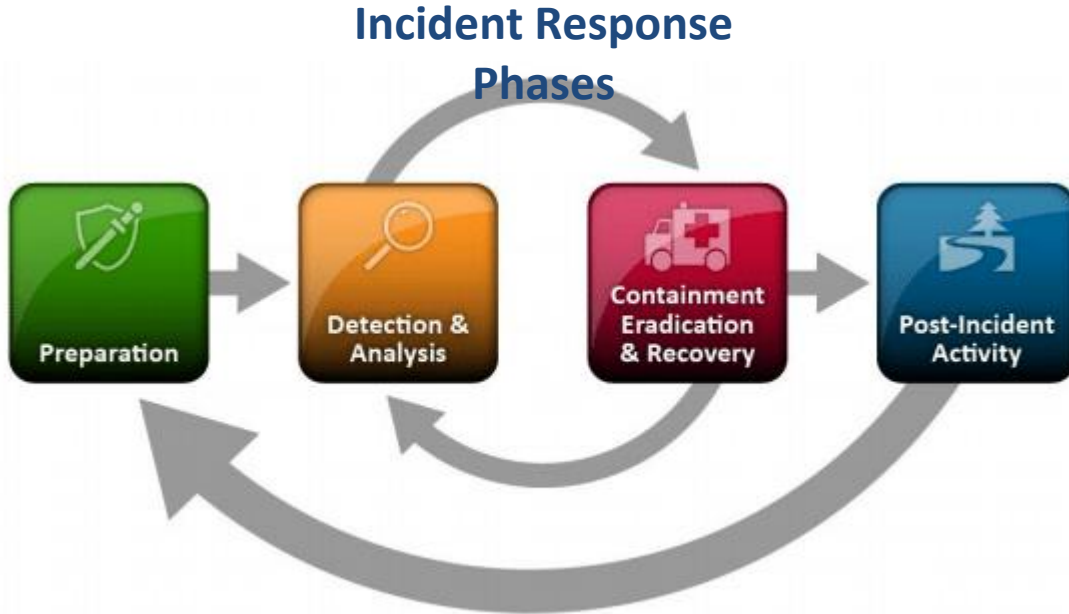 Incident Response
Phases
Preparation
Detection &
Analysis
Containment
Eradication
& Recovery
Post-Incident
Activity